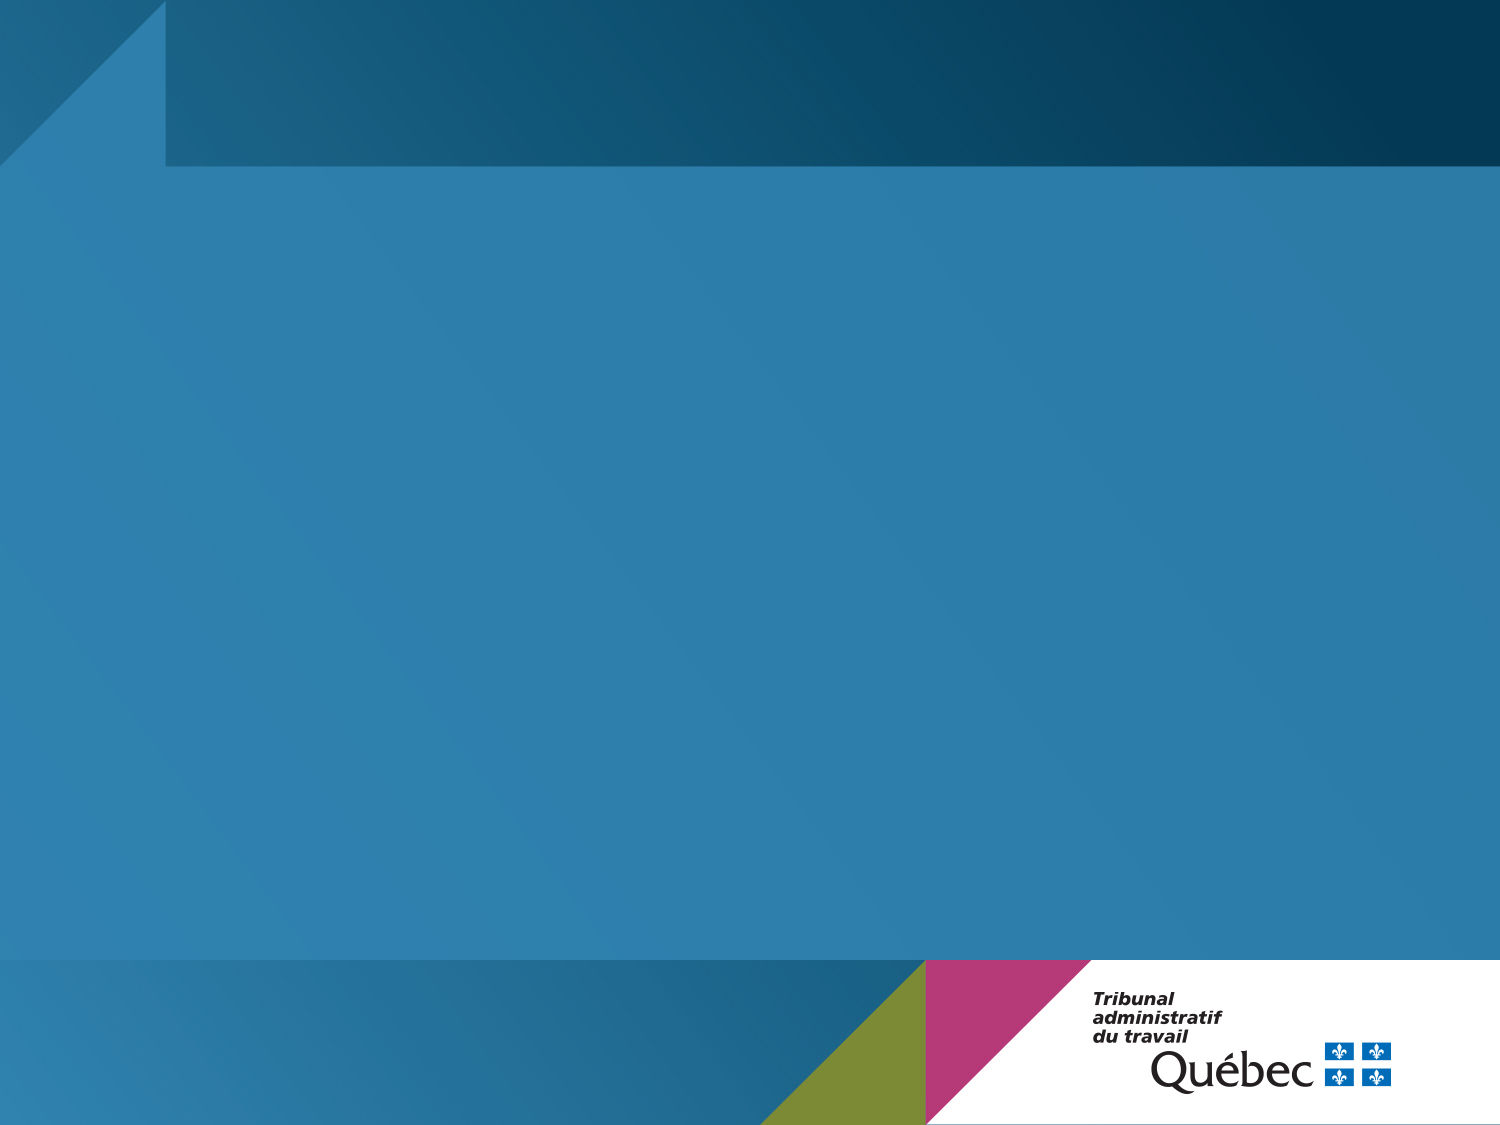 Tribunal
administratif
du travail
Québec